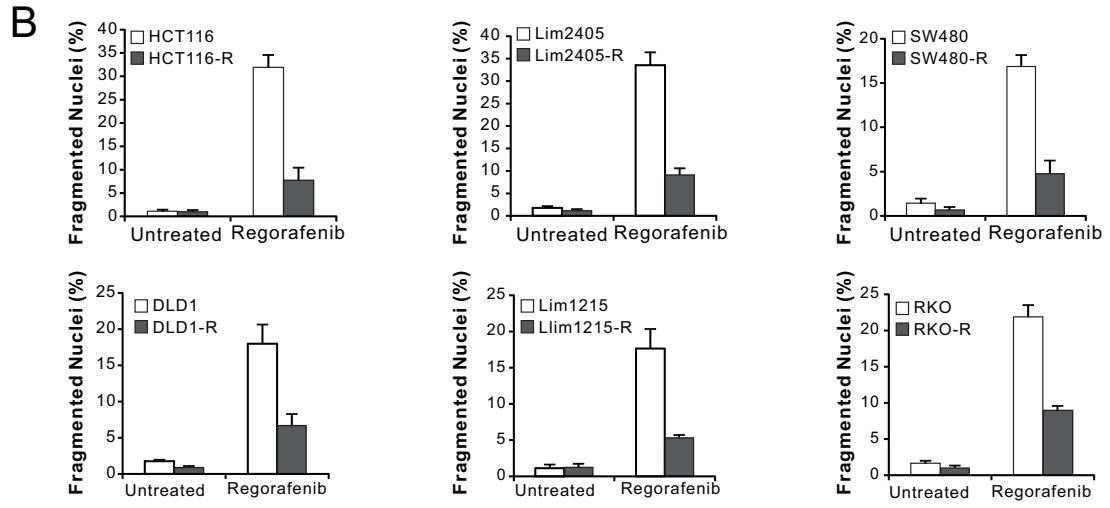 B
Fragmented Nuclei (%)
40
35
30
25
20
15
10
5
0
HCT116
HCT116-R
Untreated Regorafenib
Fragmented Nuclei (%)
40
35
30
25
20
15
10
5
0
Lim2405
Lim2405-R
Untreated Regorafenib
Fragmented Nuclei (%)
20
15
10
5
0
SW480
SW480-R
Untreated Regorafenib
Fragmented Nuclei (%)
25
20
15
10
5
0
DLD1
DLD1-R
Untreated Regorafenib
Fragmented Nuclei (%)
25
20
15
10
5
0
Lim1215
Llim1215-R
Untreated Regorafenib
Fragmented Nuclei (%)
25
20
15
10
5
0
RKO
RKO-R
Untreated Regorafenib